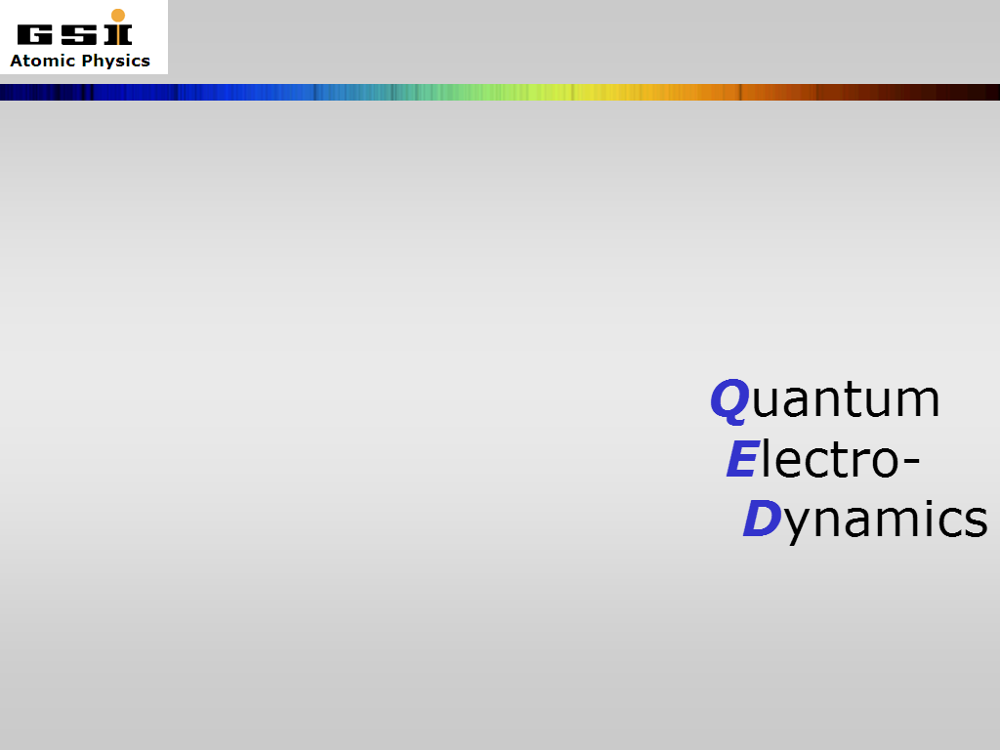 GSI
Atomic Physics
Quantum
Electro-
Dynamics